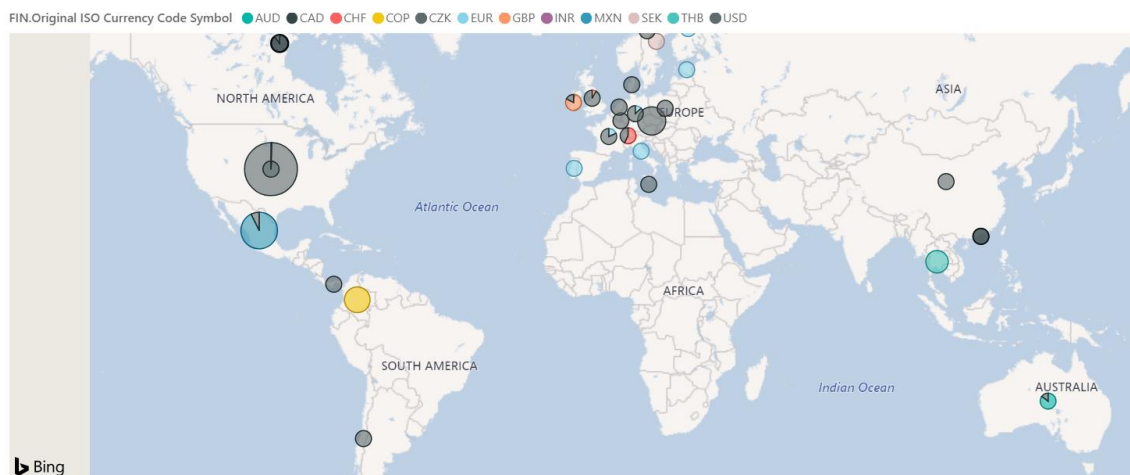 FIN.Original ISO Currency Code Symbol AUD CAD CHF COP CZK EUR GBP INR MXN SEK THB USD
NORTH AMERICA
ASIA
EUROPE
Atlantic Ocean
AFRICA
SOUTH AMERICA
Indian Ocean
AUSTRALIA
Bing